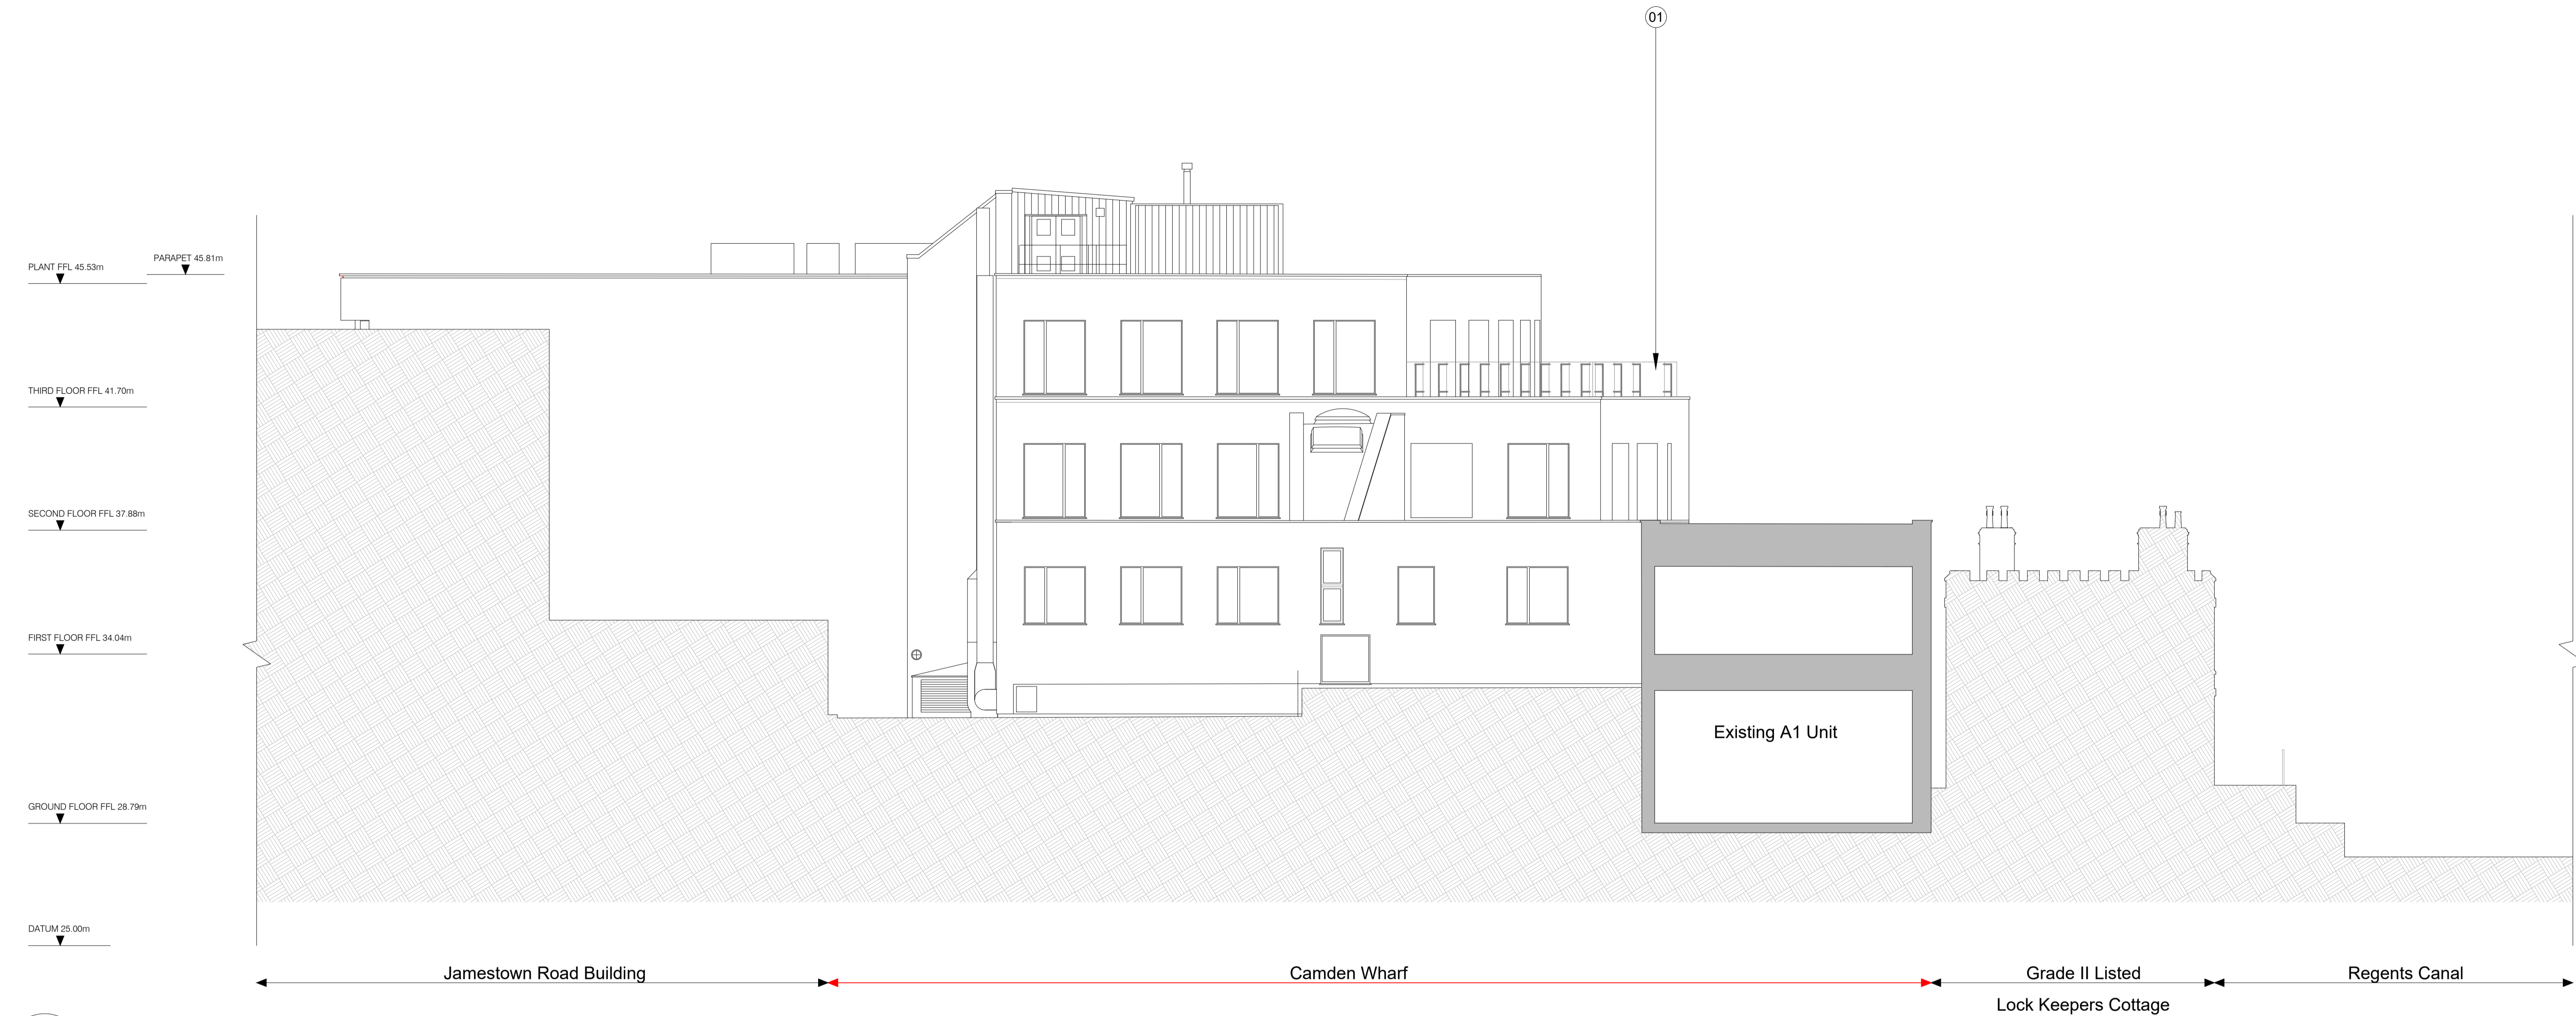 01
PARAPET 45.81m
PLANT FFL 45.53m
THIRD FLOOR FFL 41.70m
SECOND FLOOR FFL 37.88m
FIRST FLOOR FFL 34.04m
Existing A1 Unit
GROUND FLOOR FFL 28.79m
DATUM 25.00m
Jamestown Road Building
Camden Wharf
Grade II Listed
Lock Keepers Cottage
Regents Canal